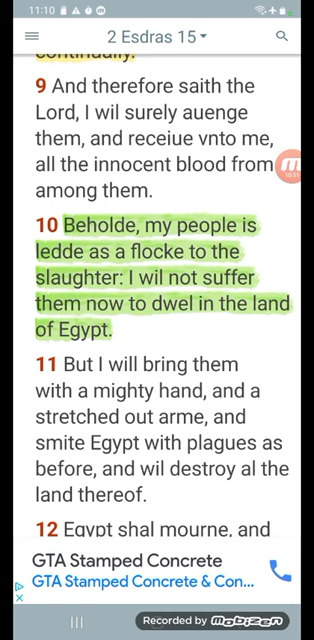 11:10
2 Esdras 15
continually.
9 And therefore saith the
Lord, I wil surely auenge
them, and receiue vnto me,
all the innocent blood from
among them.
10 Beholde, my people is
ledde as a flocke to the
slaughter: I wil not suffer
them now to dwel in the land
of Egypt.
11 But I will bring them
with a mighty hand, and a
stretched out arme, and
smite Egypt with plagues as
before, and wil destroy al the
land thereof.
12 Egypt shal mourne, and
GTA Stamped Concrete
GTA Stamped Concrete & Con...
Recorded by Mobizen